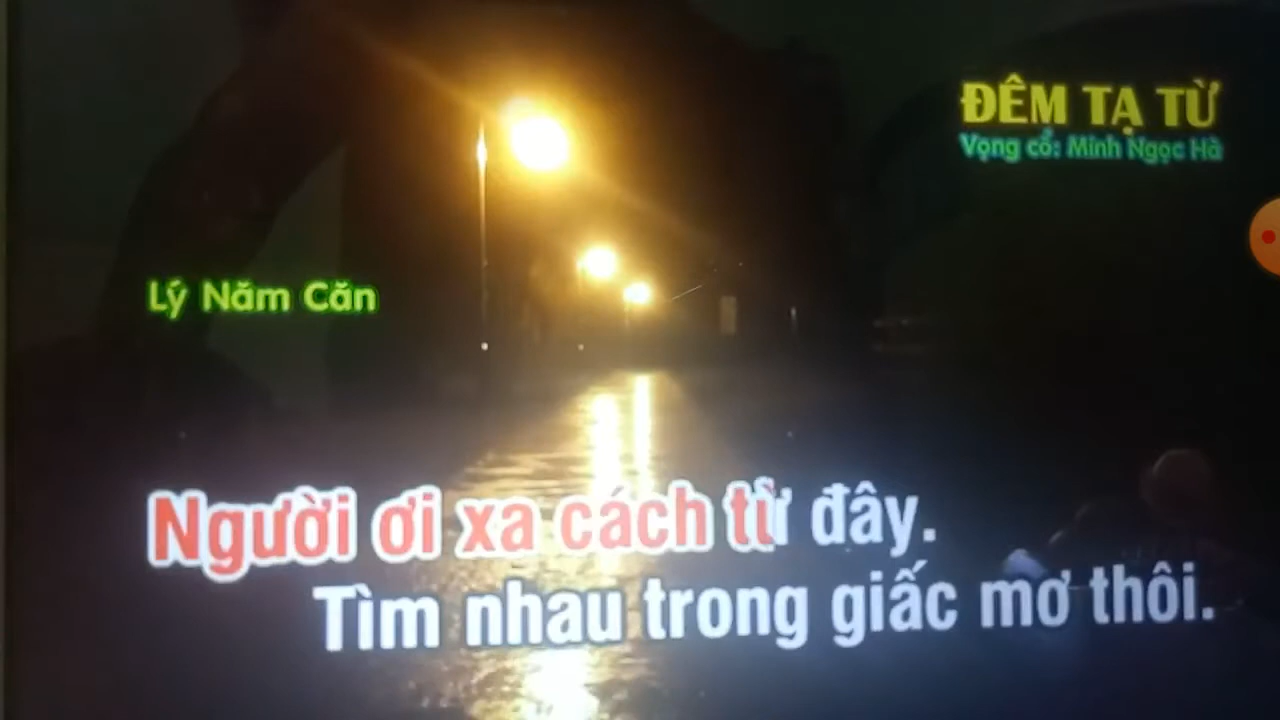 ĐÊM TẠ TỪ
Vọng cổ: Minh Ngọc Hà
Lý Năm Căn
Người ơi xa cách từ đây.
Tìm nhau trong giấc mơ thôi.